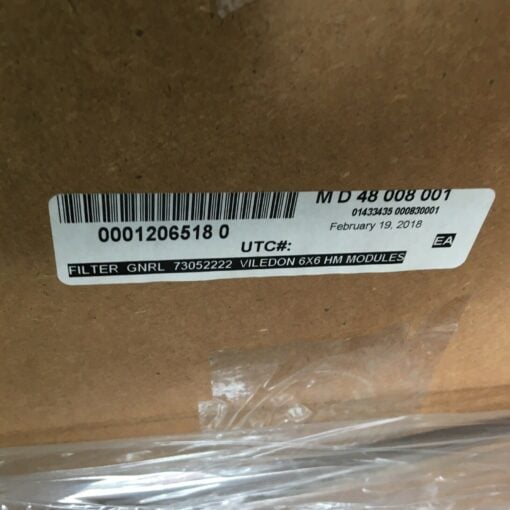 M D 48 008 001
01433435 000830001
February 19, 2018
0001206518 0
UTC#:
EA
FILTER GNRL 73052222 VILEDON 6X6 HM MODULES